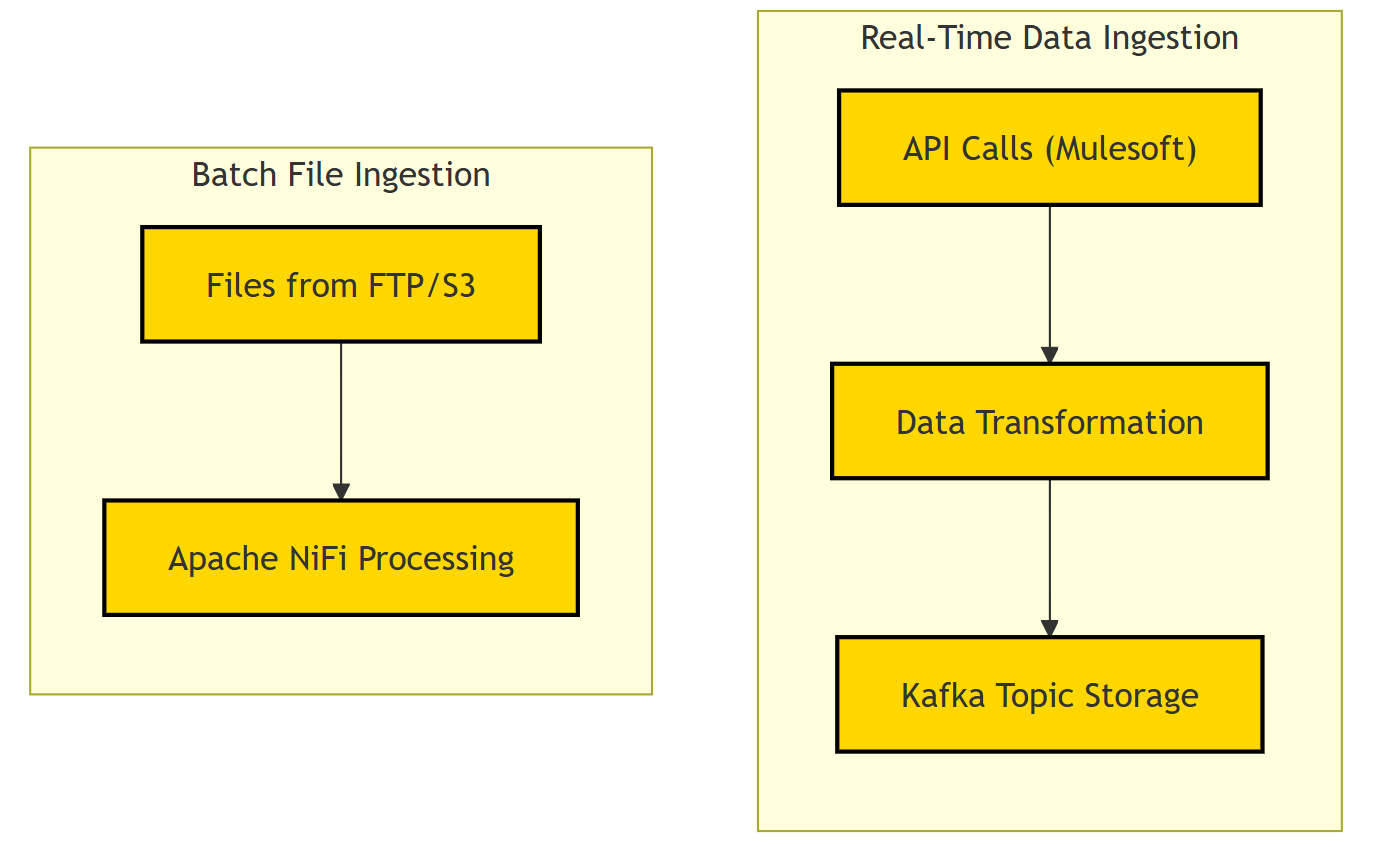 Batch File Ingestion
Files from FTP/S3
Apache NiFi Processing
Real-Time Data Ingestion
API Calls (Mulesoft)
Data Transformation
Kafka Topic Storage